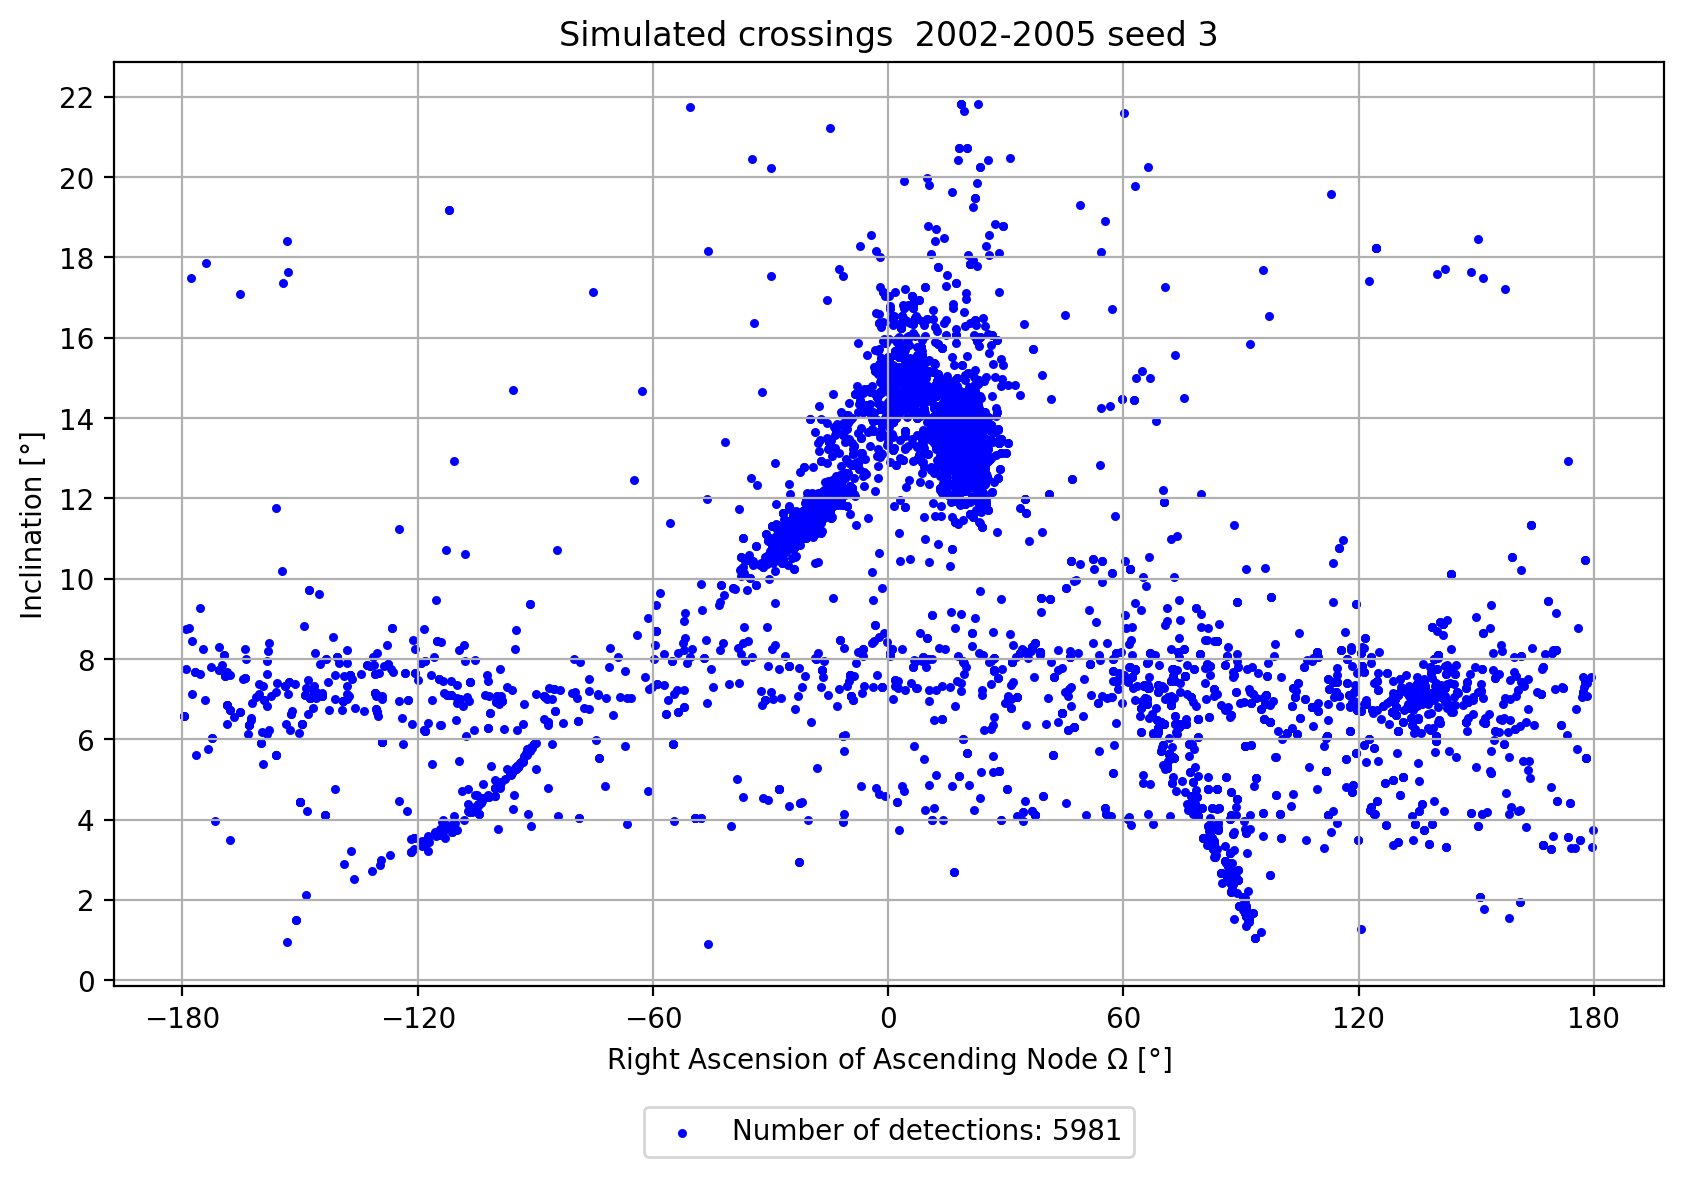 Simulated crossings  2002-2005 seed 3
22
20
18
16
14
12
10
8
6
4
2
0
Inclination [°]
−180 −120 −60 0 60 120 180
Right Ascension of Ascending Node Ω [°]
Number of detections: 5981